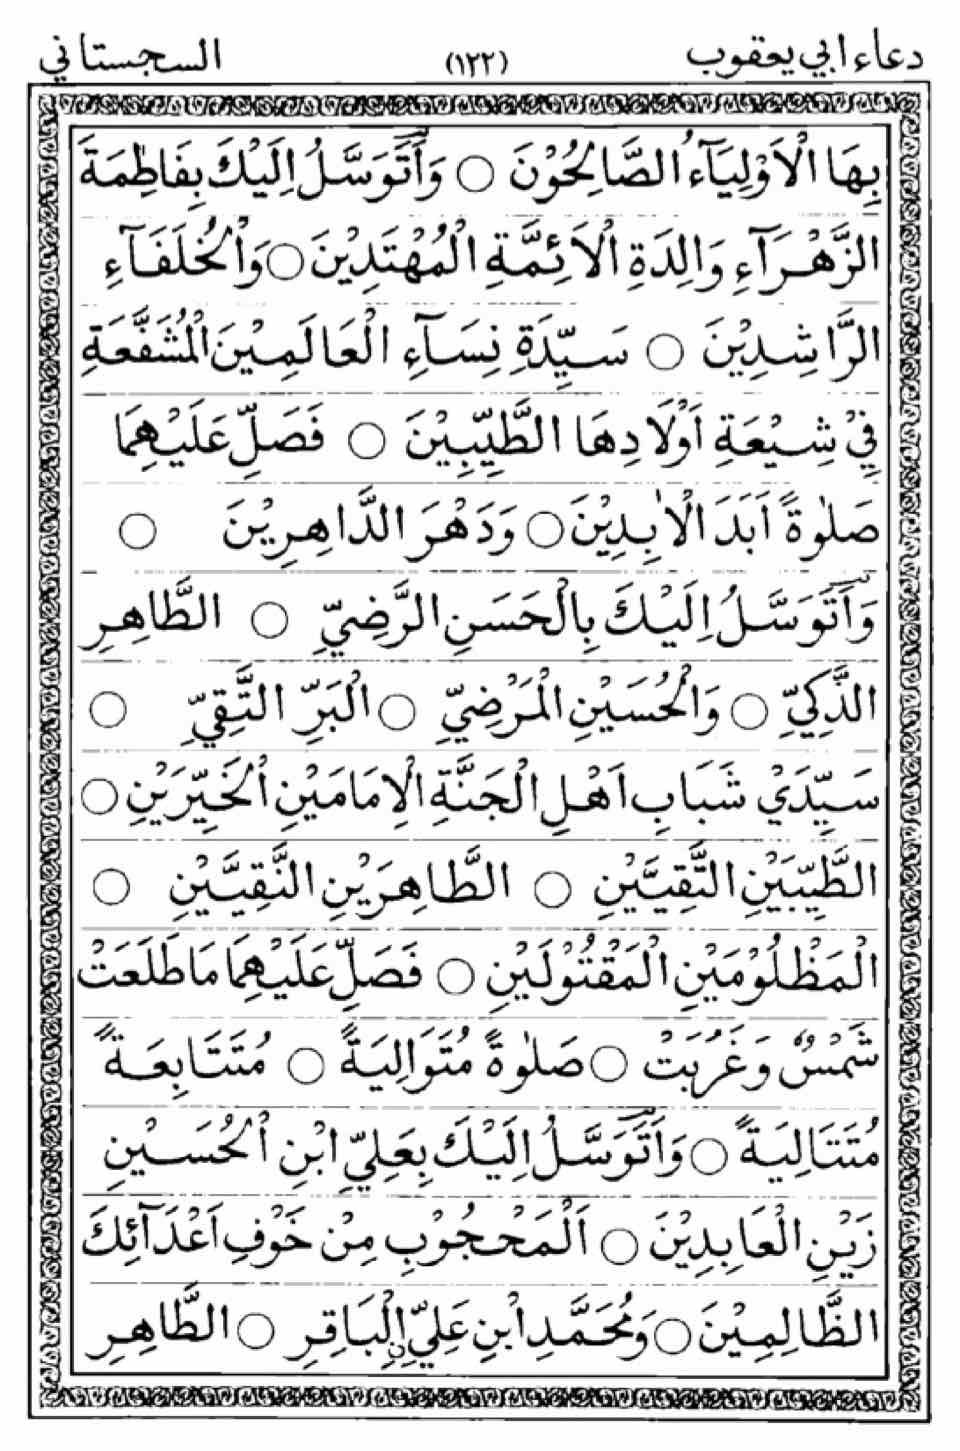 دعاء ابي يعقوب (١٢٢) السجستاني
بِهَا الْاَوْلِيَآءُ الصَّالِحُوْنَ ○ وَاَتَوَسَّلُ اِلَيْكَ بِفَاطِمَةَ
الزَّهْرَآءِ وَالِدَةِ الْاَئِمَّةِ الْمُهْتَدِيْنَ ○ وَالْخُلَفَآءِ
الرَّاشِدِيْنَ ○ سَيِّدَةِ نِسَآءِ الْعَالَمِيْنَ الْمُشَفَّعَةِ
فِيْ شِيْعَةِ اَوْلَادِهَا الطَّيِّبِيْنَ ○ فَصَلِّ عَلَيْهِمَا
صَلٰوةً اَبَدَ الْاٰبِدِيْنَ ○ وَدَهْرَ الدَّاهِرِيْنَ ○
وَاَتَوَسَّلُ اِلَيْكَ بِالْحَسَنِ الرَّضِيِّ ○ الطَّاهِرِ
الذَّكِيِّ ○ وَالْحُسَيْنِ الْمَرْضِيِّ ○ الْبَرِّ التَّقِيِّ ○
سَيِّدَيْ شَبَابِ اَهْلِ الْجَنَّةِ الْاِمَامَيْنِ الْخَيِّرَيْنِ ○
الطَّيِّبَيْنِ التَّقِيَّيْنِ ○ الطَّاهِرَيْنِ النَّقِيَّيْنِ ○
الْمَظْلُوْمَيْنِ الْمَقْتُوْلَيْنِ ○ فَصَلِّ عَلَيْهِمَا مَا طَلَعَتْ
شَمْسٌ وَغَرَبَتْ ○ صَلٰوةً مُتَوَالِيَةً ○ مُتَتَابِعَةً
مُتَتَالِيَةً ○ وَاَتَوَسَّلُ اِلَيْكَ بِعَلِيِّ ابْنِ الْحُسَيْنِ
زَيْنِ الْعَابِدِيْنَ ○ اَلْمَحْجُوْبِ مِنْ خَوْفِ اَعْدَآئِكَ
الظَّالِمِيْنَ ○ وَمُحَمَّدِ ابْنِ عَلِيِّ الْبَاقِرِ ○ الطَّاهِرِ